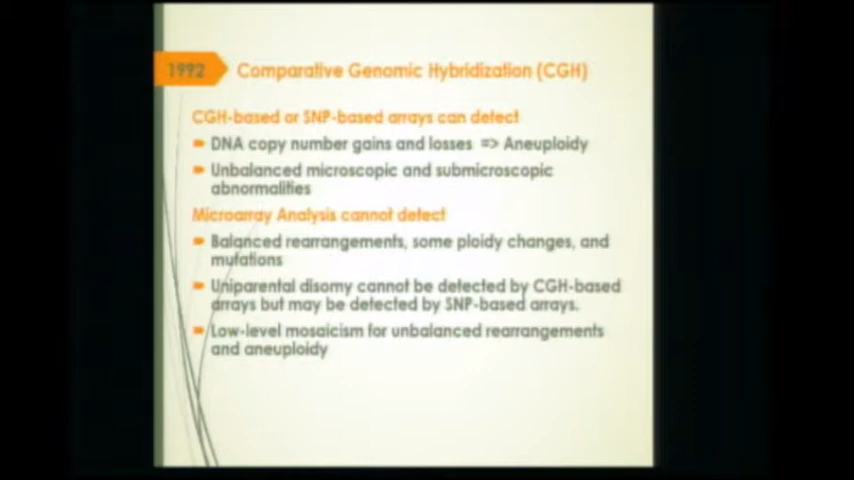 1992 Comparative Genomic Hybridization (CGH)
CGH-based or SNP-based arrays can detect
DNA copy number gains and losses => Aneuploidy
Unbalanced microscopic and submicroscopic
abnormalities
Microarray Analysis cannot detect
Balanced rearrangements, some ploidy changes, and
mutations
Uniparental disomy cannot be detected by CGH-based
arrays but may be detected by SNP-based arrays.
Low-level mosaicism for unbalanced rearrangements
and aneuploidy